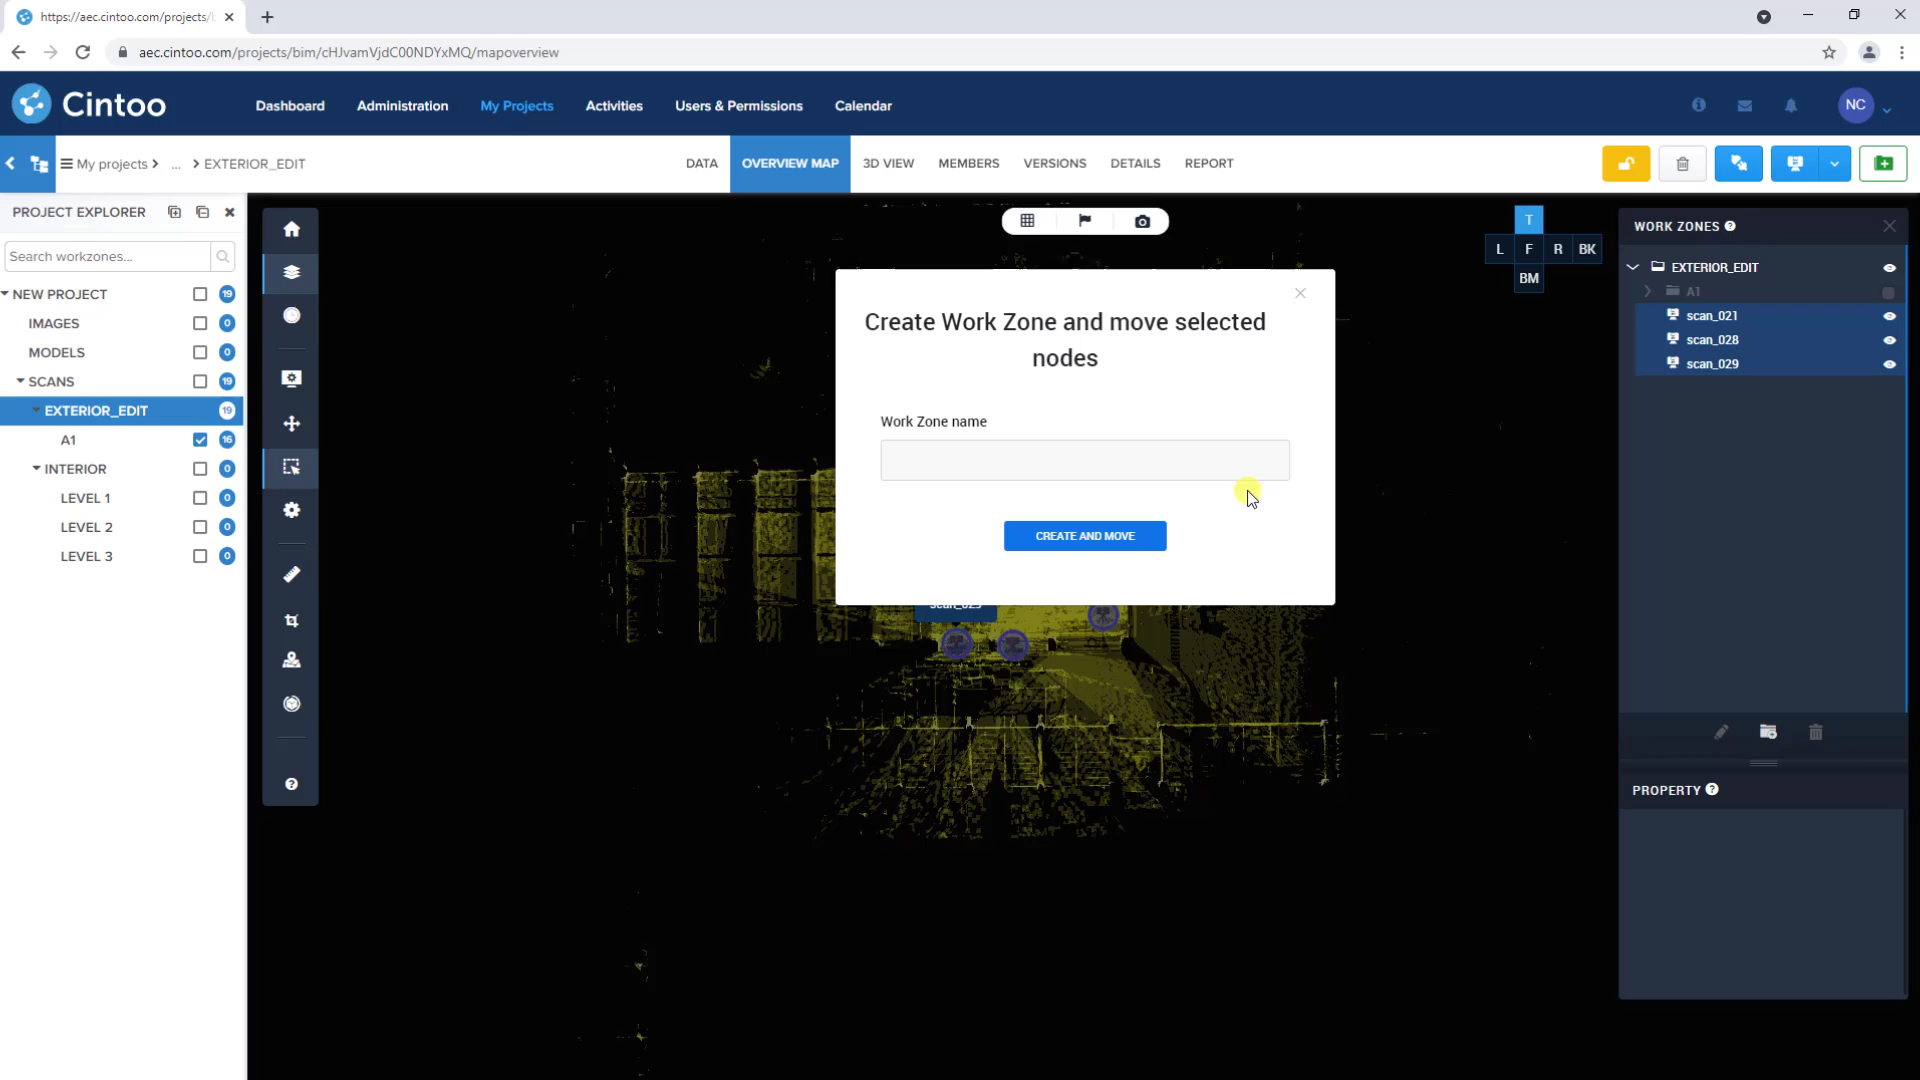 https://aec.cintoo.com/projects/
aec.cintoo.com/projects/bim/cHJvamVjdC00NDYxMQ/mapoverview
Cintoo
Dashboard
Administration
My Projects
Activities
Users & Permissions
Calendar
NC
My projects
...
EXTERIOR_EDIT
DATA
OVERVIEW MAP
3D VIEW
MEMBERS
VERSIONS
DETAILS
REPORT
PROJECT EXPLORER
Search workzones...
NEW PROJECT 19
IMAGES 0
MODELS 0
SCANS 19
EXTERIOR_EDIT 19
A1 16
INTERIOR 0
LEVEL 1 0
LEVEL 2 0
LEVEL 3 0
T
L F R BK
BM
Create Work Zone and move selected
nodes
Work Zone name
CREATE AND MOVE
WORK ZONES
EXTERIOR_EDIT
A1
scan_021
scan_028
scan_029
PROPERTY